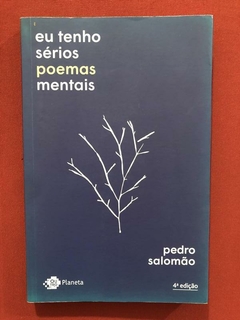 eu tenho
sérios
poemas
mentais
pedro
salomão
Planeta
4ª edição